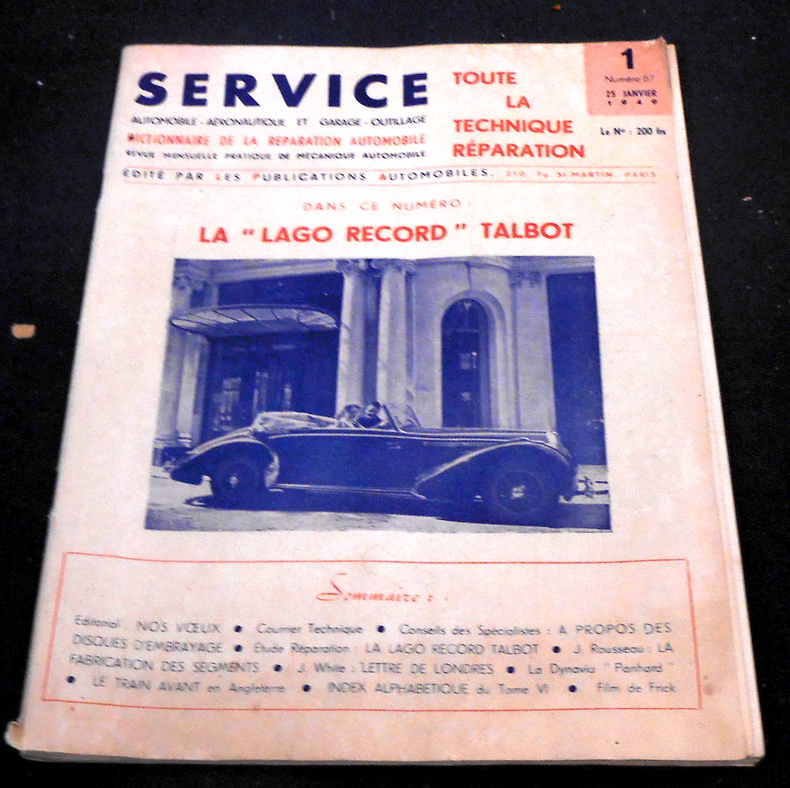 SERVICE
AUTOMOBILE - AERONAUTIQUE ET GARAGE - OUTILLAGE
DICTIONNAIRE DE LA REPARATION AUTOMOBILE
REVUE MENSUELLE PRATIQUE DE MÉCANIQUE AUTOMOBILE
TOUTE
LA
TECHNIQUE
RÉPARATION
1
Numéro 67
25 JANVIER
1949
Le No : 200 frs
ÉDITÉ PAR LES PUBLICATIONS AUTOMOBILES, 210, Fg St-MARTIN, PARIS
DANS CE NUMÉRO :
LA "LAGO RECORD" TALBOT
Sommaire :
Editorial : NOS VŒUX ● Courrier Technique ● Conseils des Spécialistes : A PROPOS DES
DISQUES D'EMBRAYAGE ● Étude Réparation : LA LAGO RECORD TALBOT ● J. Rousseau : LA
FABRICATION DES SEGMENTS ● J. White : LETTRE DE LONDRES ● La Dynavia "Panhard"
● LE TRAIN AVANT en Angleterre ● INDEX ALPHABETIQUE du Tome VI ● Film de Frick